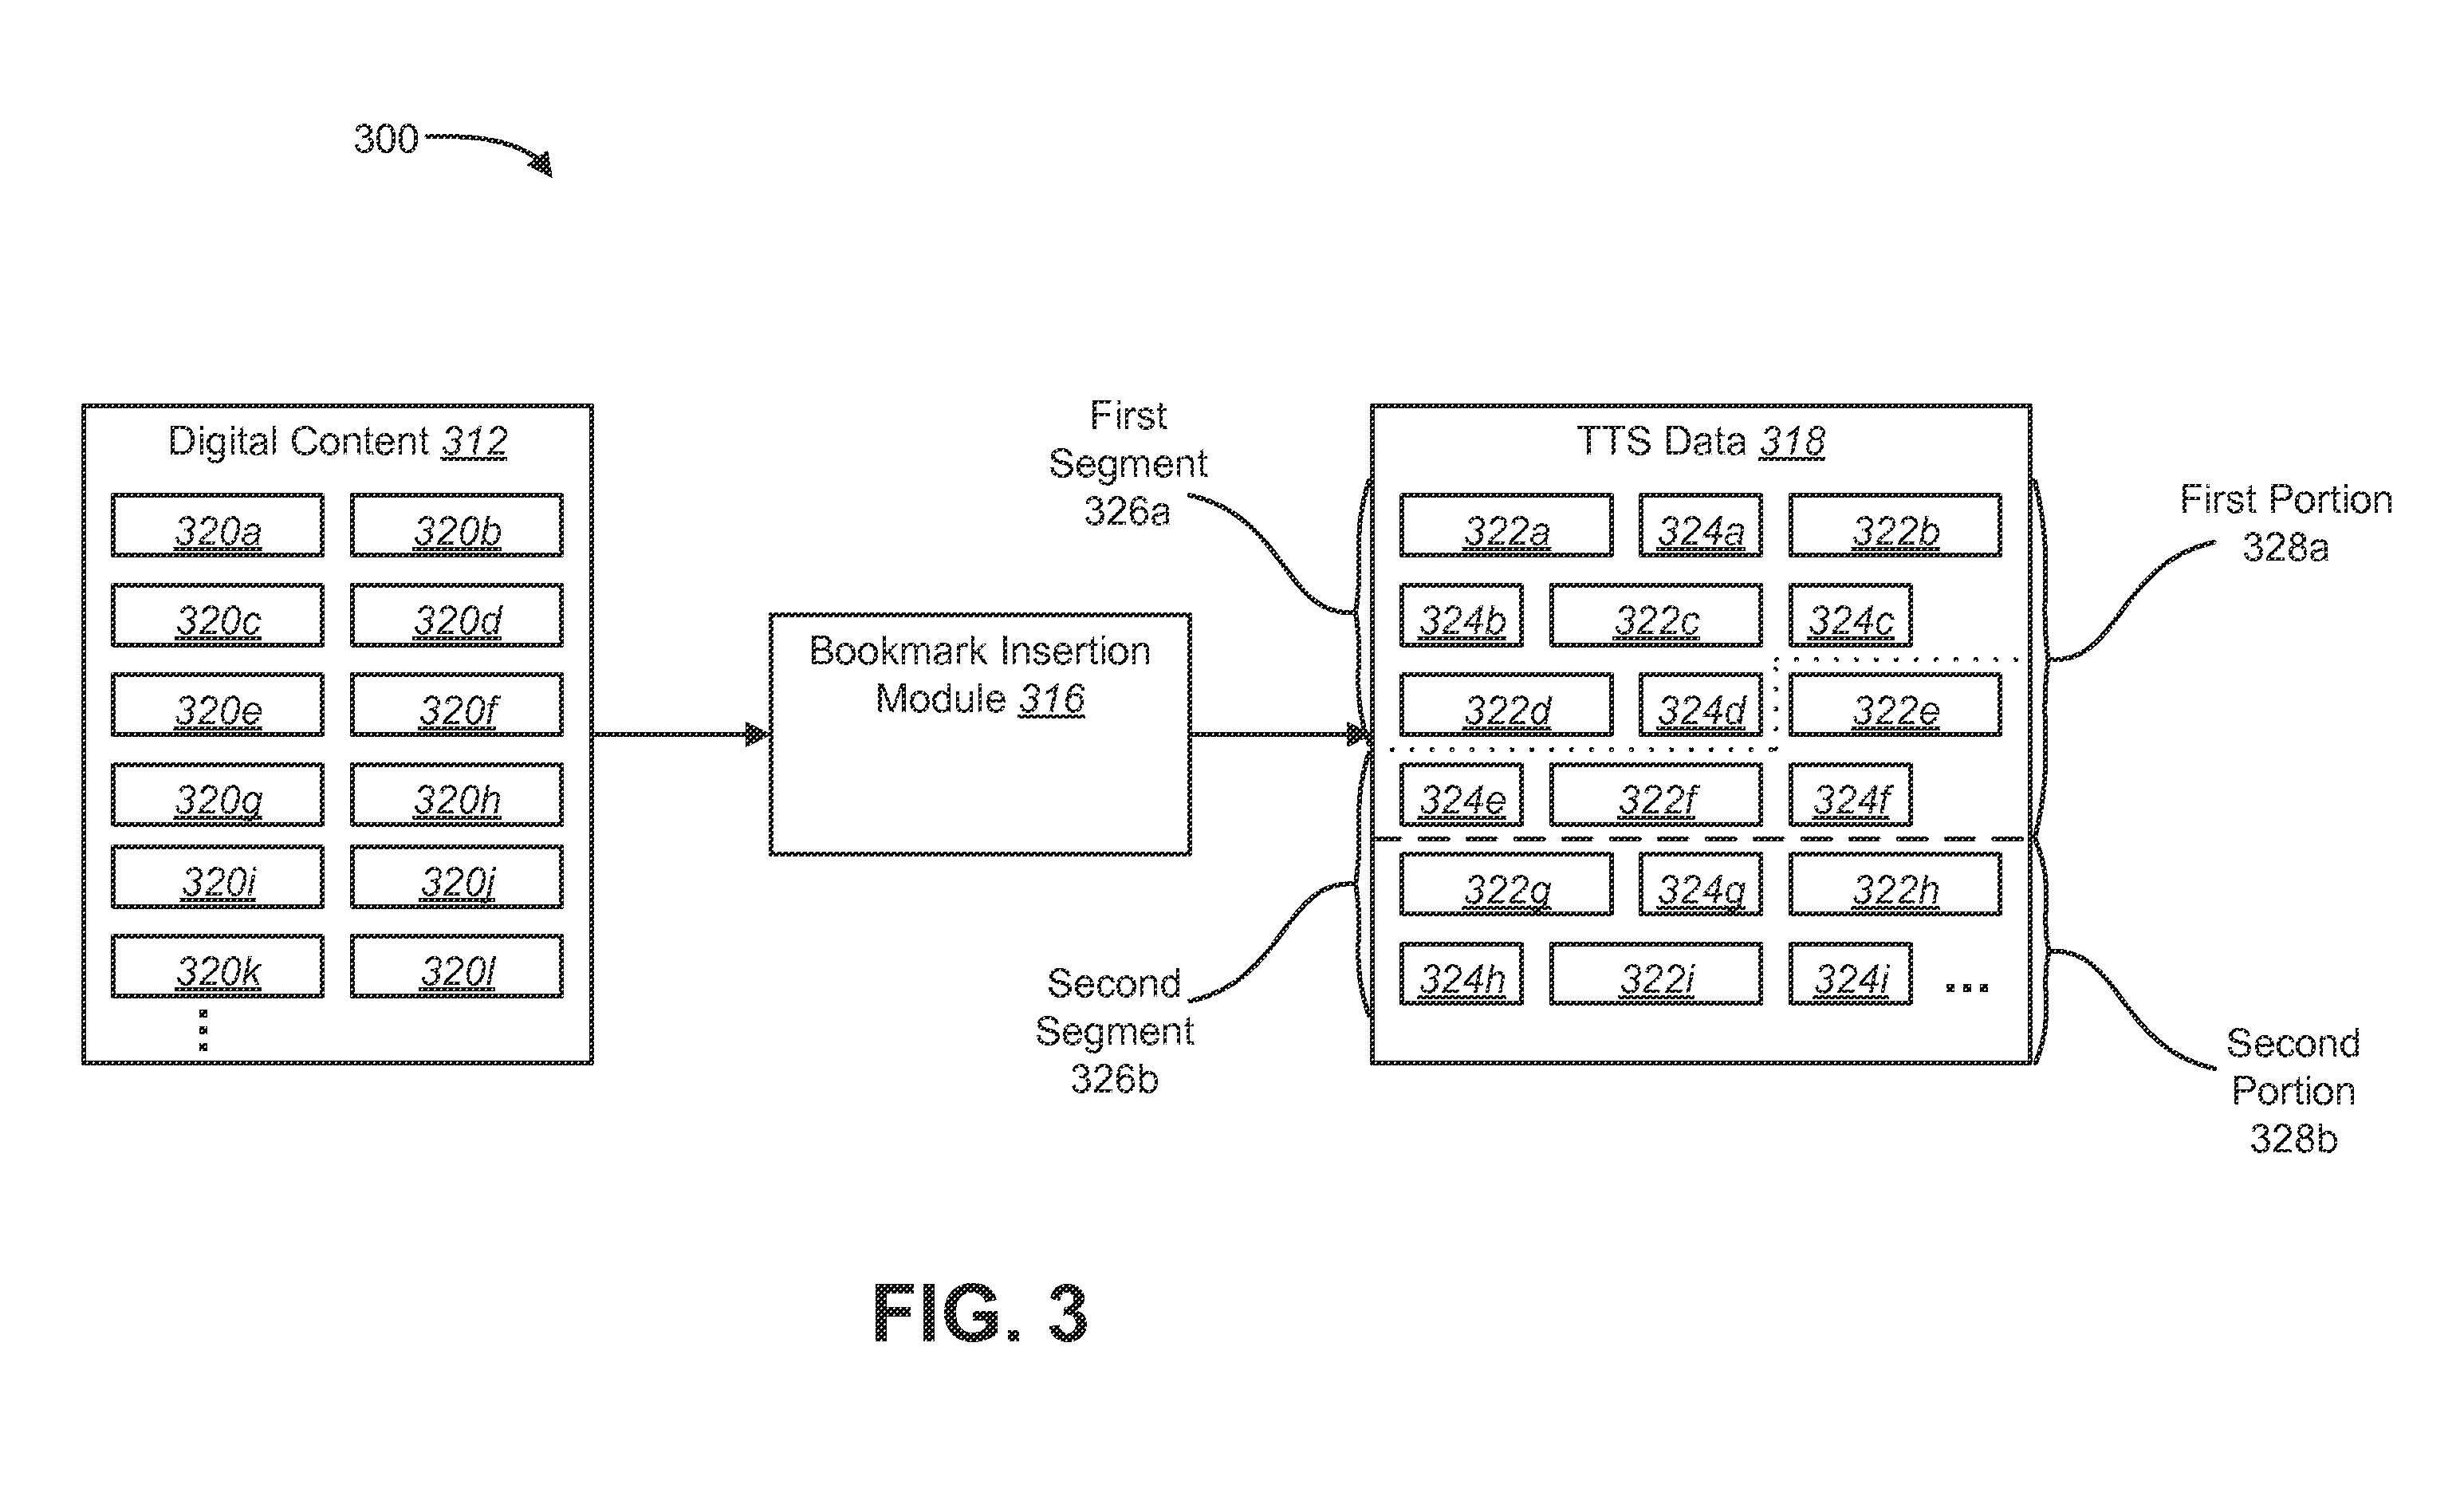 300
Digital Content 312
320a 320b
320c 320d
320e 320f
320g 320h
320i 320j
320k 320l
Bookmark Insertion
Module 316
First
Segment
326a
Second
Segment
326b
TTS Data 318
322a 324a 322b
324b 322c 324c
322d 324d 322e
324e 322f 324f
322g 324g 322h
324h 322i 324i ...
First Portion
328a
Second
Portion
328b
FIG. 3